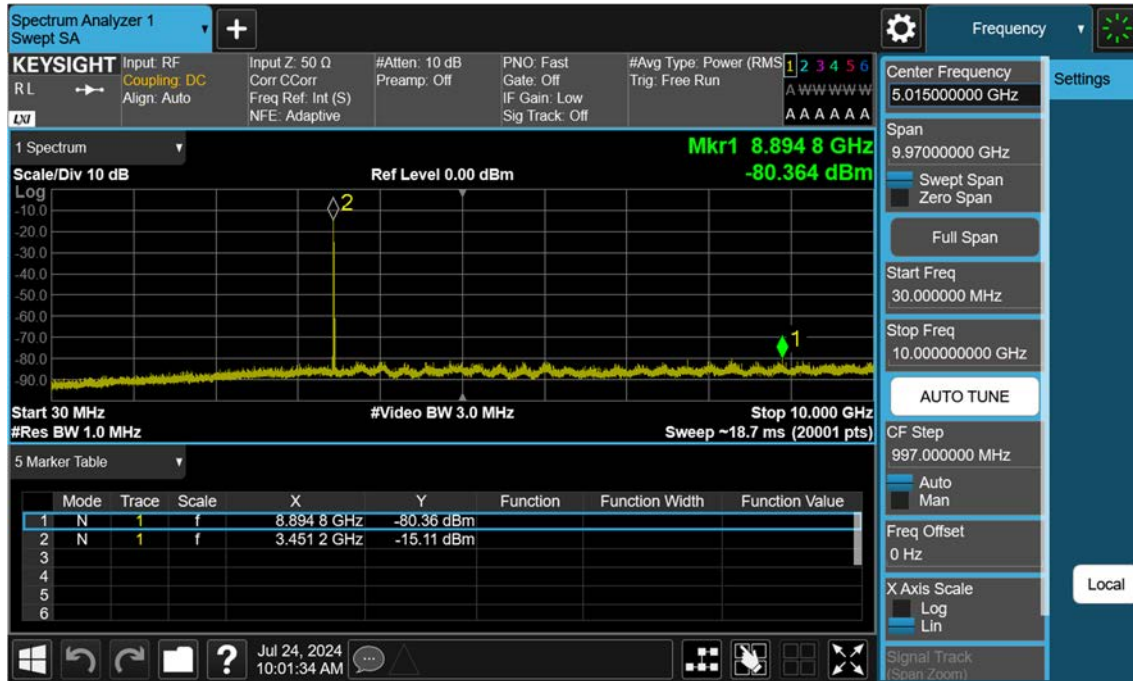 Spectrum Analyzer 1
Swept SA
+
Frequency
KEYSIGHT
R L
LXI
Input: RF
Coupling: DC
Align: Auto
Input Z: 50 Ω
Corr CCorr
Freq Ref: Int (S)
NFE: Adaptive
#Atten: 10 dB
Preamp: Off
PNO: Fast
Gate: Off
IF Gain: Low
Sig Track: Off
#Avg Type: Power (RMS
Trig: Free Run
1 2 3 4 5 6
A W W W W W
A A A A A A
1 Spectrum
Mkr1 8.894 8 GHz
-80.364 dBm
Scale/Div 10 dB
Ref Level 0.00 dBm
Log
-10.0
-20.0
-30.0
-40.0
-50.0
-60.0
-70.0
-80.0
-90.0
2
1
Start 30 MHz
#Video BW 3.0 MHz
Stop 10.000 GHz
#Res BW 1.0 MHz
Sweep ~18.7 ms (20001 pts)
5 Marker Table
Mode Trace Scale X Y Function Function Width Function Value
1 N 1 f 8.894 8 GHz -80.36 dBm
2 N 1 f 3.451 2 GHz -15.11 dBm
3
4
5
6
?
Jul 24, 2024
10:01:34 AM
Center Frequency
5.015000000 GHz
Settings
Span
9.97000000 GHz
Swept Span
Zero Span
Full Span
Start Freq
30.000000 MHz
Stop Freq
10.000000000 GHz
AUTO TUNE
CF Step
997.000000 MHz
Auto
Man
Freq Offset
0 Hz
X Axis Scale
Log
Lin
Local
Signal Track
(Span Zoom)